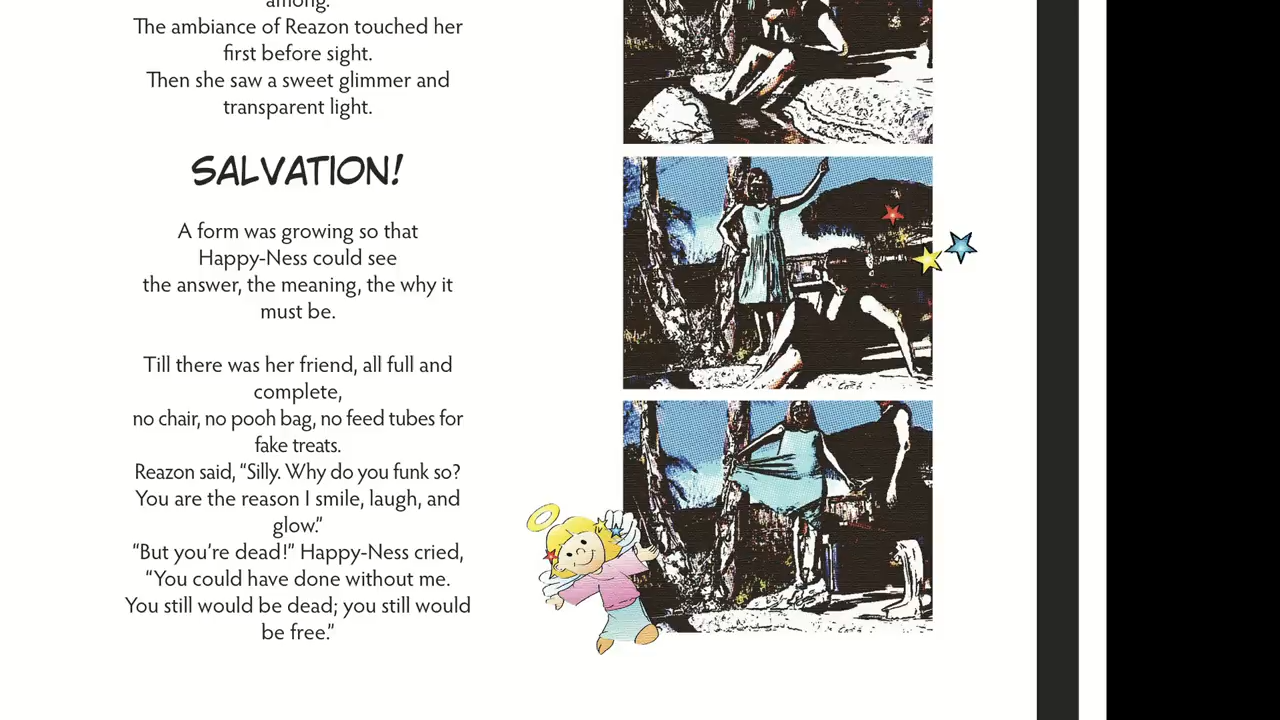 among.
The ambiance of Reazon touched her
first before sight.
Then she saw a sweet glimmer and
transparent light.
SALVATION!
A form was growing so that
Happy-Ness could see
the answer, the meaning, the why it
must be.
Till there was her friend, all full and
complete,
no chair, no pooh bag, no feed tubes for
fake treats.
Reazon said, “Silly. Why do you funk so?
You are the reason I smile, laugh, and
glow.”
“But you’re dead!” Happy-Ness cried,
“You could have done without me.
You still would be dead; you still would
be free.”